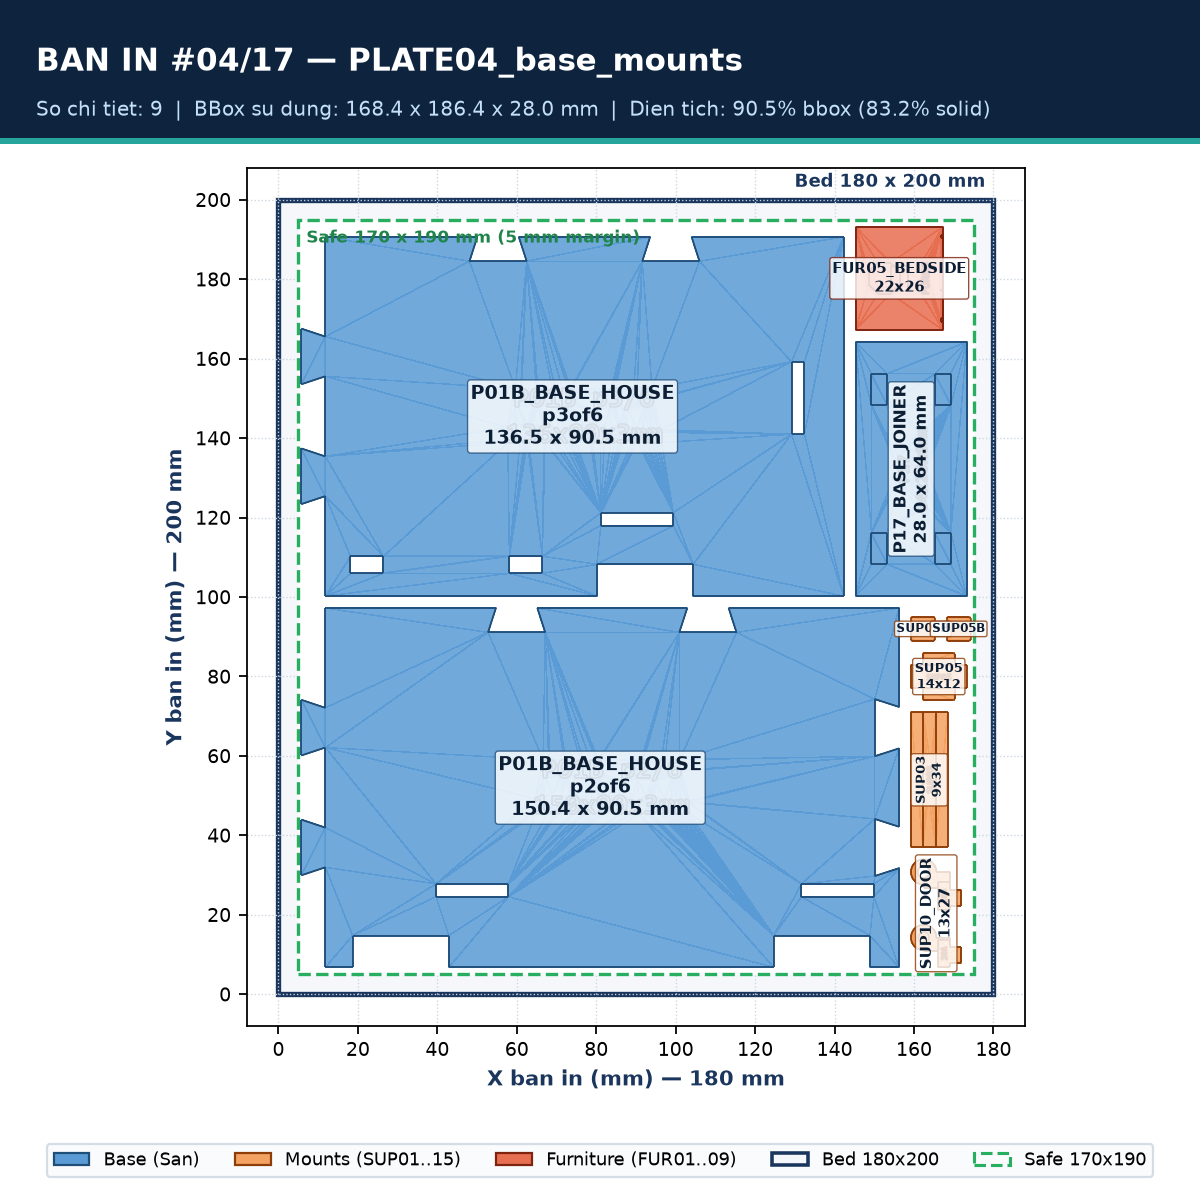 BAN IN #04/17 — PLATE04_base_mounts
So chi tiet: 9 | BBox su dung: 168.4 x 186.4 x 28.0 mm | Dien tich: 90.5% bbox (83.2% solid)
Bed 180 x 200 mm
Safe 170 x 190 mm (5 mm margin)
FUR05_BEDSIDE
22x26
P01B_BASE_HOUSE
p3of6
136.5 x 90.5 mm
P17_BASE_JOINER
28.0 x 64.0 mm
SUP05B
SUP05
14x12
P01B_BASE_HOUSE
p2of6
150.4 x 90.5 mm
SUP03
9x34
SUP10_DOOR
13x27
Y ban in (mm) — 200 mm
200
180
160
140
120
100
80
60
40
20
0
0 20 40 60 80 100 120 140 160 180
X ban in (mm) — 180 mm
Base (San) Mounts (SUP01..15) Furniture (FUR01..09) Bed 180x200 Safe 170x190